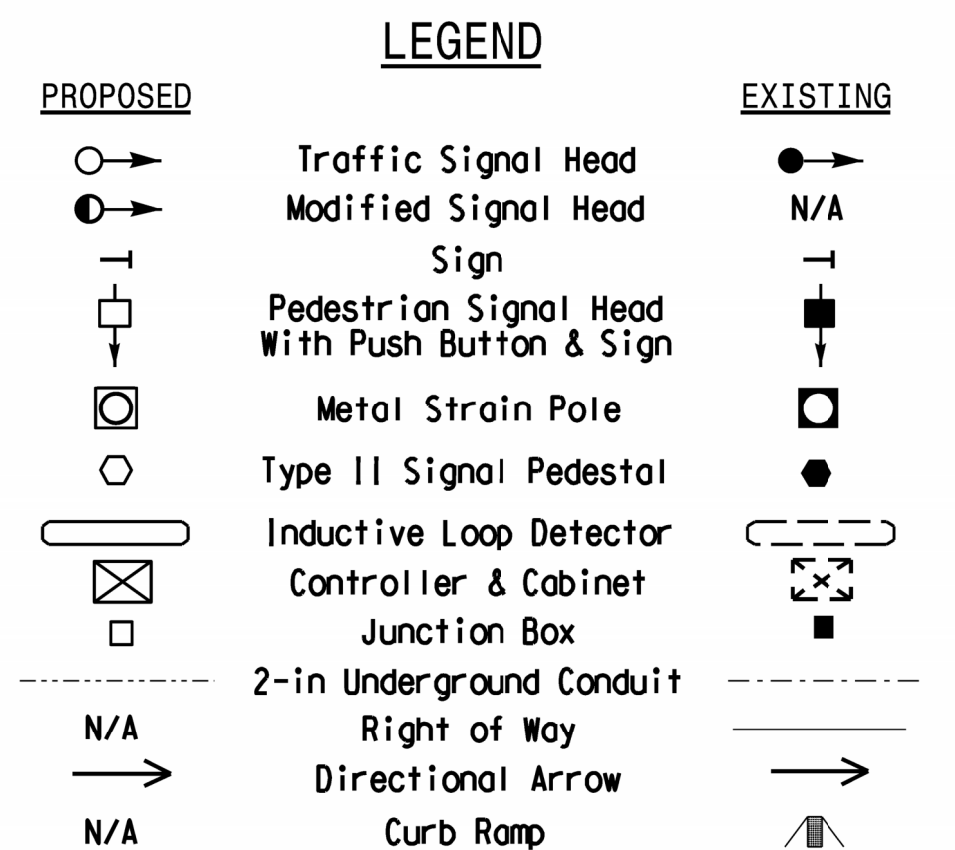 LEGEND
PROPOSED EXISTING
Traffic Signal Head
Modified Signal Head N/A
Sign
Pedestrian Signal Head
With Push Button & Sign
Metal Strain Pole
Type II Signal Pedestal
Inductive Loop Detector
Controller & Cabinet
Junction Box
2-in Underground Conduit
N/A Right of Way
Directional Arrow
N/A Curb Ramp